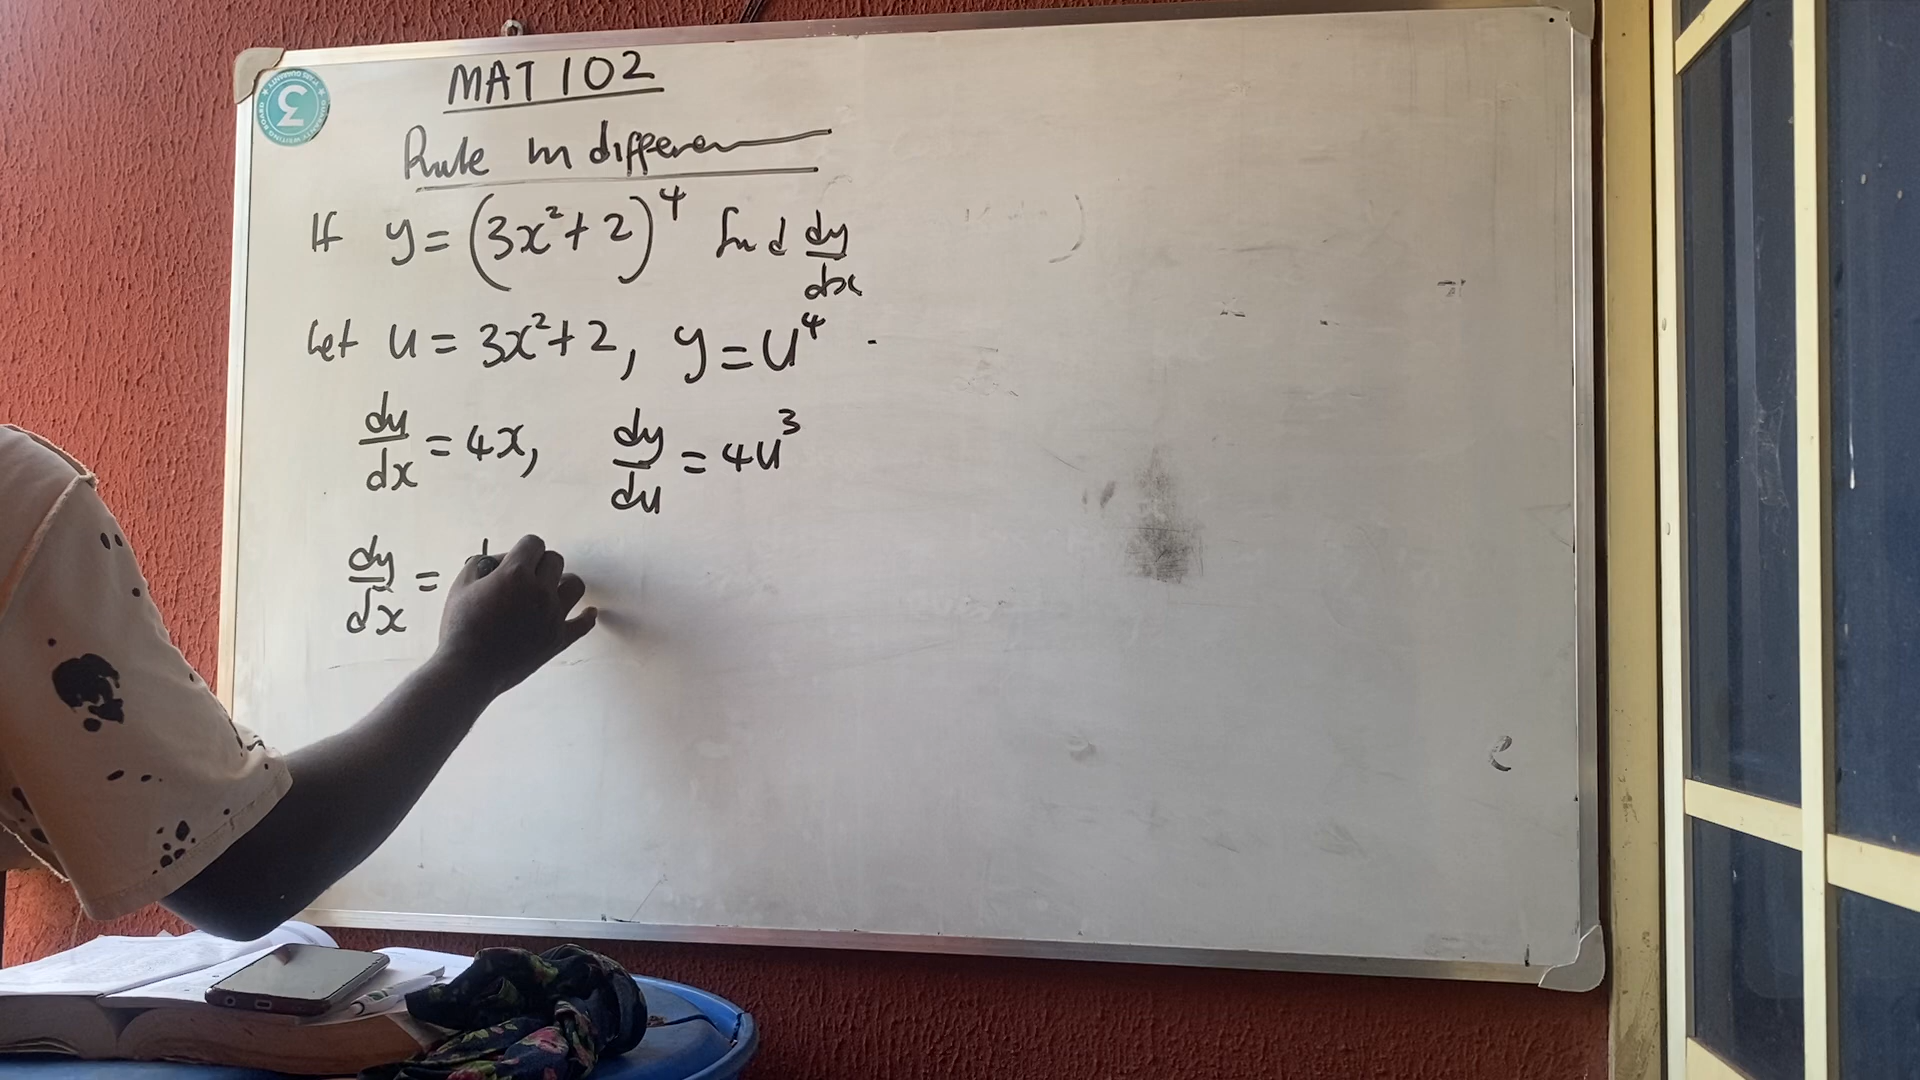 MAT 102
Rule in differen
If y = (3x²+2)⁴ find dy/dx
Let u = 3x²+2, y = u⁴.
du/dx = 4x, dy/du = 4u³
dy/dx =